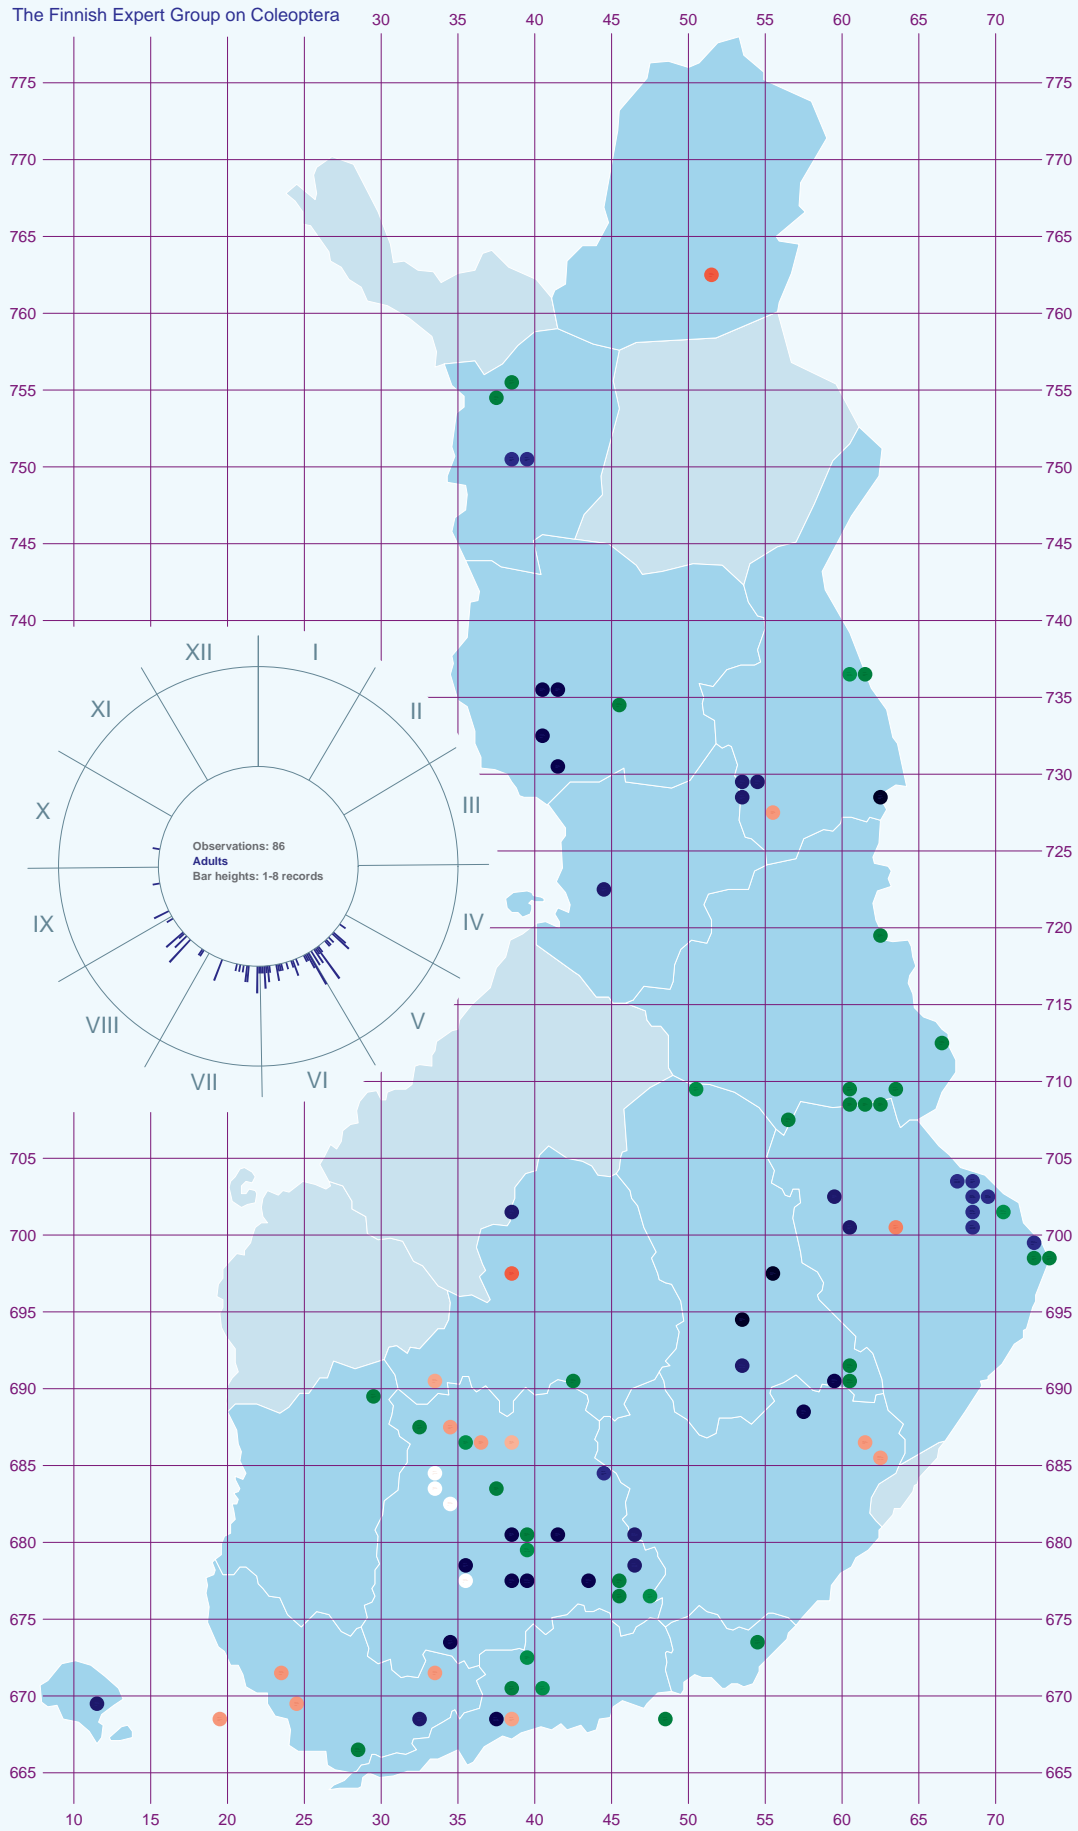 The Finnish Expert Group on Coleoptera
30 35 40 45 50 55 60 65 70
775 775
770 770
765 765
760 760
755 755
750 750
745 745
740 740
XII I
XI II
735
730
X III
Observations: 86
Adults
Bar heights: 1-8 records
725
IX IV
720
VIII V
715
VII VI
710
705 705
700 700
695 695
690 690
685 685
680 680
675 675
670 670
665 665
10 15 20 25 30 35 40 45 50 55 60 65 70